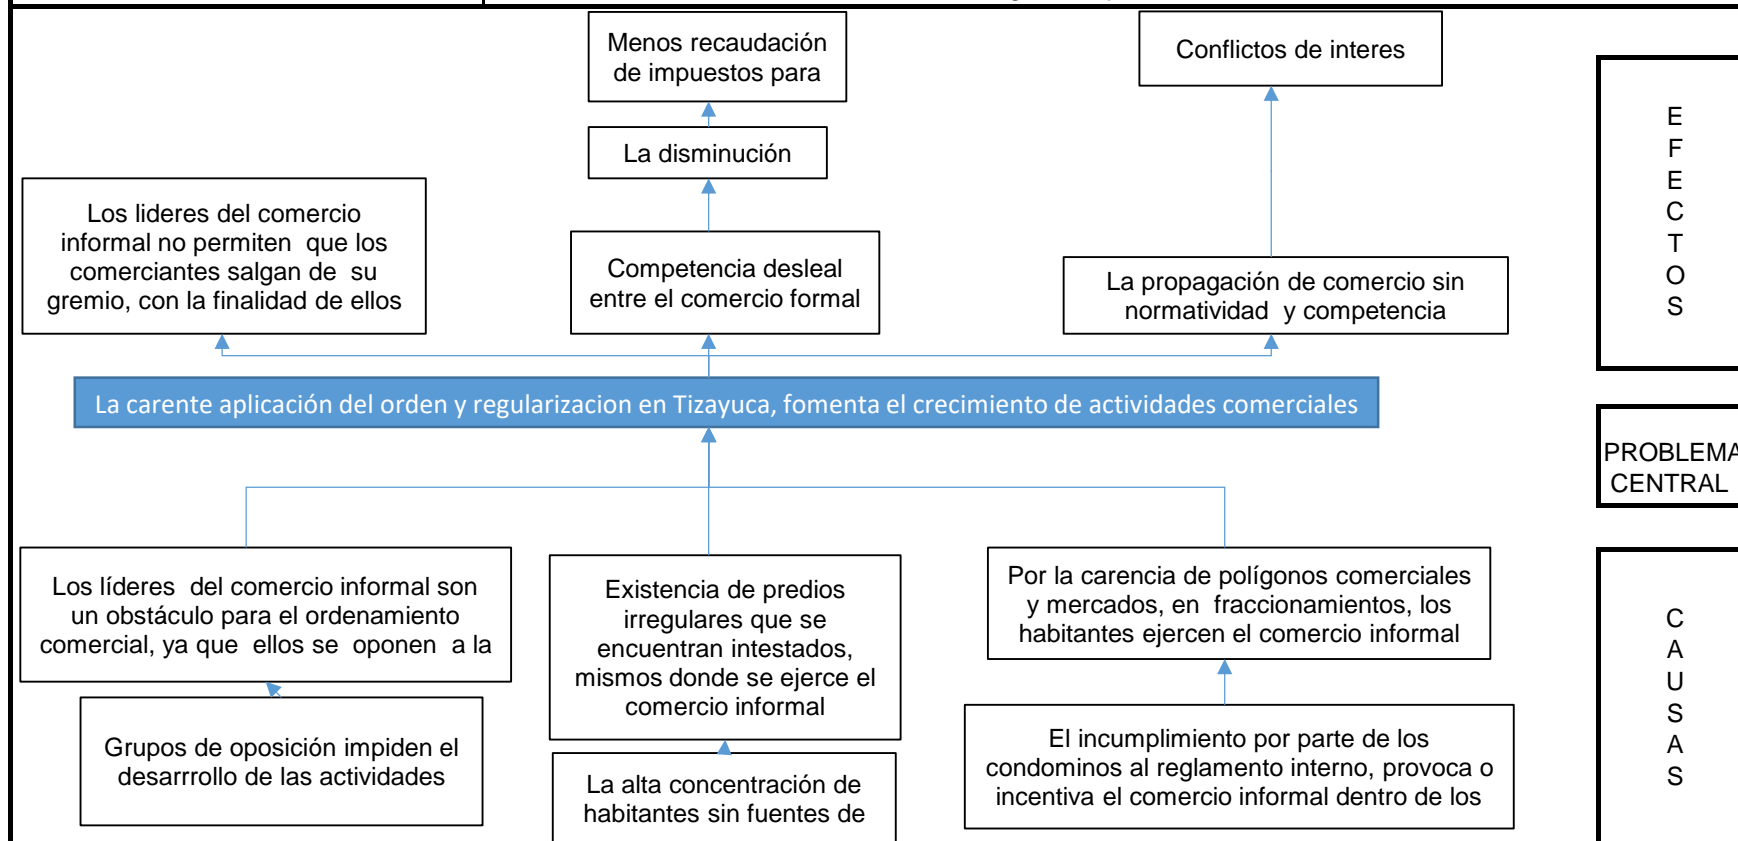 Menos recaudación
de impuestos para
Conflictos de interes
La disminución
Los lideres del comercio
informal no permiten que los
comerciantes salgan de su
gremio, con la finalidad de ellos
Competencia desleal
entre el comercio formal
La propagación de comercio sin
normatividad y competencia
E
F
E
C
T
O
S
La carente aplicación del orden y regularizacion en Tizayuca, fomenta el crecimiento de actividades comerciales
PROBLEMA
CENTRAL
Los líderes del comercio informal son
un obstáculo para el ordenamiento
comercial, ya que ellos se oponen a la
Existencia de predios
irregulares que se
encuentran intestados,
mismos donde se ejerce el
comercio informal
Por la carencia de polígonos comerciales
y mercados, en fraccionamientos, los
habitantes ejercen el comercio informal
Grupos de oposición impiden el
desarrrollo de las actividades
La alta concentración de
habitantes sin fuentes de
El incumplimiento por parte de los
condominos al reglamento interno, provoca o
incentiva el comercio informal dentro de los
C
A
U
S
A
S